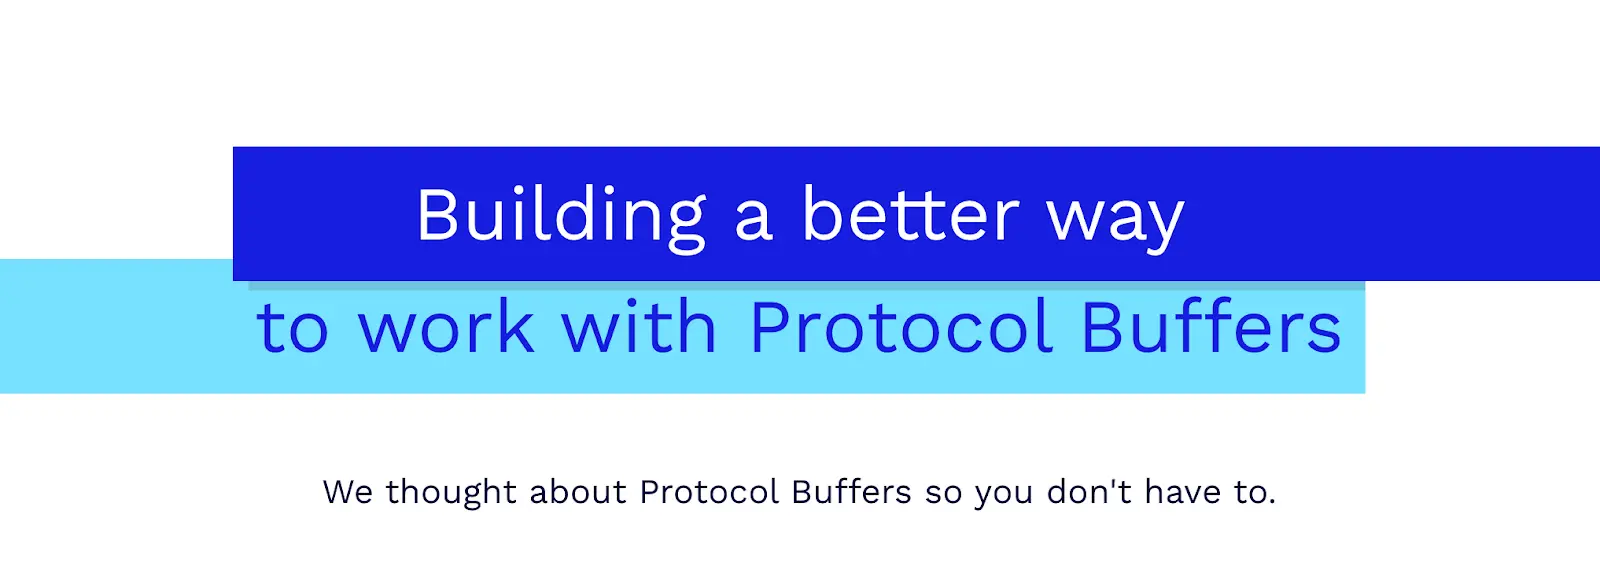 Building a better way
to work with Protocol Buffers
We thought about Protocol Buffers so you don't have to.